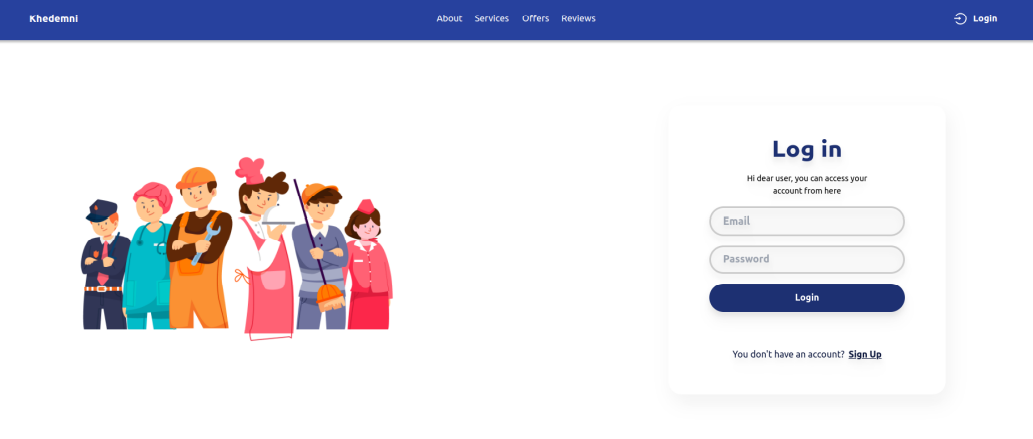 Khedemni
About Services Offers Reviews
Login
Log in
Hi dear user, you can access your
account from here
Email
Password
Login
You don't have an account? Sign Up